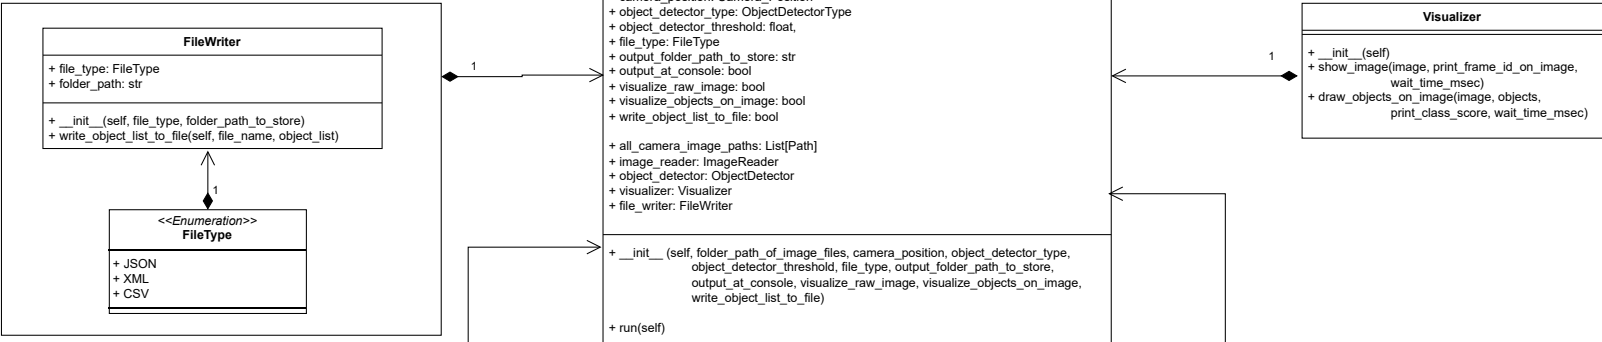 FileWriter
+ file_type: FileType
+ folder_path: str
+ __init__(self, file_type, folder_path_to_store)
+ write_object_list_to_file(self, file_name, object_list)
1
<<Enumeration>>
FileType
+ JSON
+ XML
+ CSV
1
+ camera_position: Camera_Position
+ object_detector_type: ObjectDetectorType
+ object_detector_threshold: float,
+ file_type: FileType
+ output_folder_path_to_store: str
+ output_at_console: bool
+ visualize_raw_image: bool
+ visualize_objects_on_image: bool
+ write_object_list_to_file: bool
+ all_camera_image_paths: List[Path]
+ image_reader: ImageReader
+ object_detector: ObjectDetector
+ visualizer: Visualizer
+ file_writer: FileWriter
+ __init__ (self, folder_path_of_image_files, camera_position, object_detector_type,
object_detector_threshold, file_type, output_folder_path_to_store,
output_at_console, visualize_raw_image, visualize_objects_on_image,
write_object_list_to_file)
+ run(self)
1
Visualizer
+ __init__(self)
+ show_image(image, print_frame_id_on_image,
wait_time_msec)
+ draw_objects_on_image(image, objects,
print_class_score, wait_time_msec)